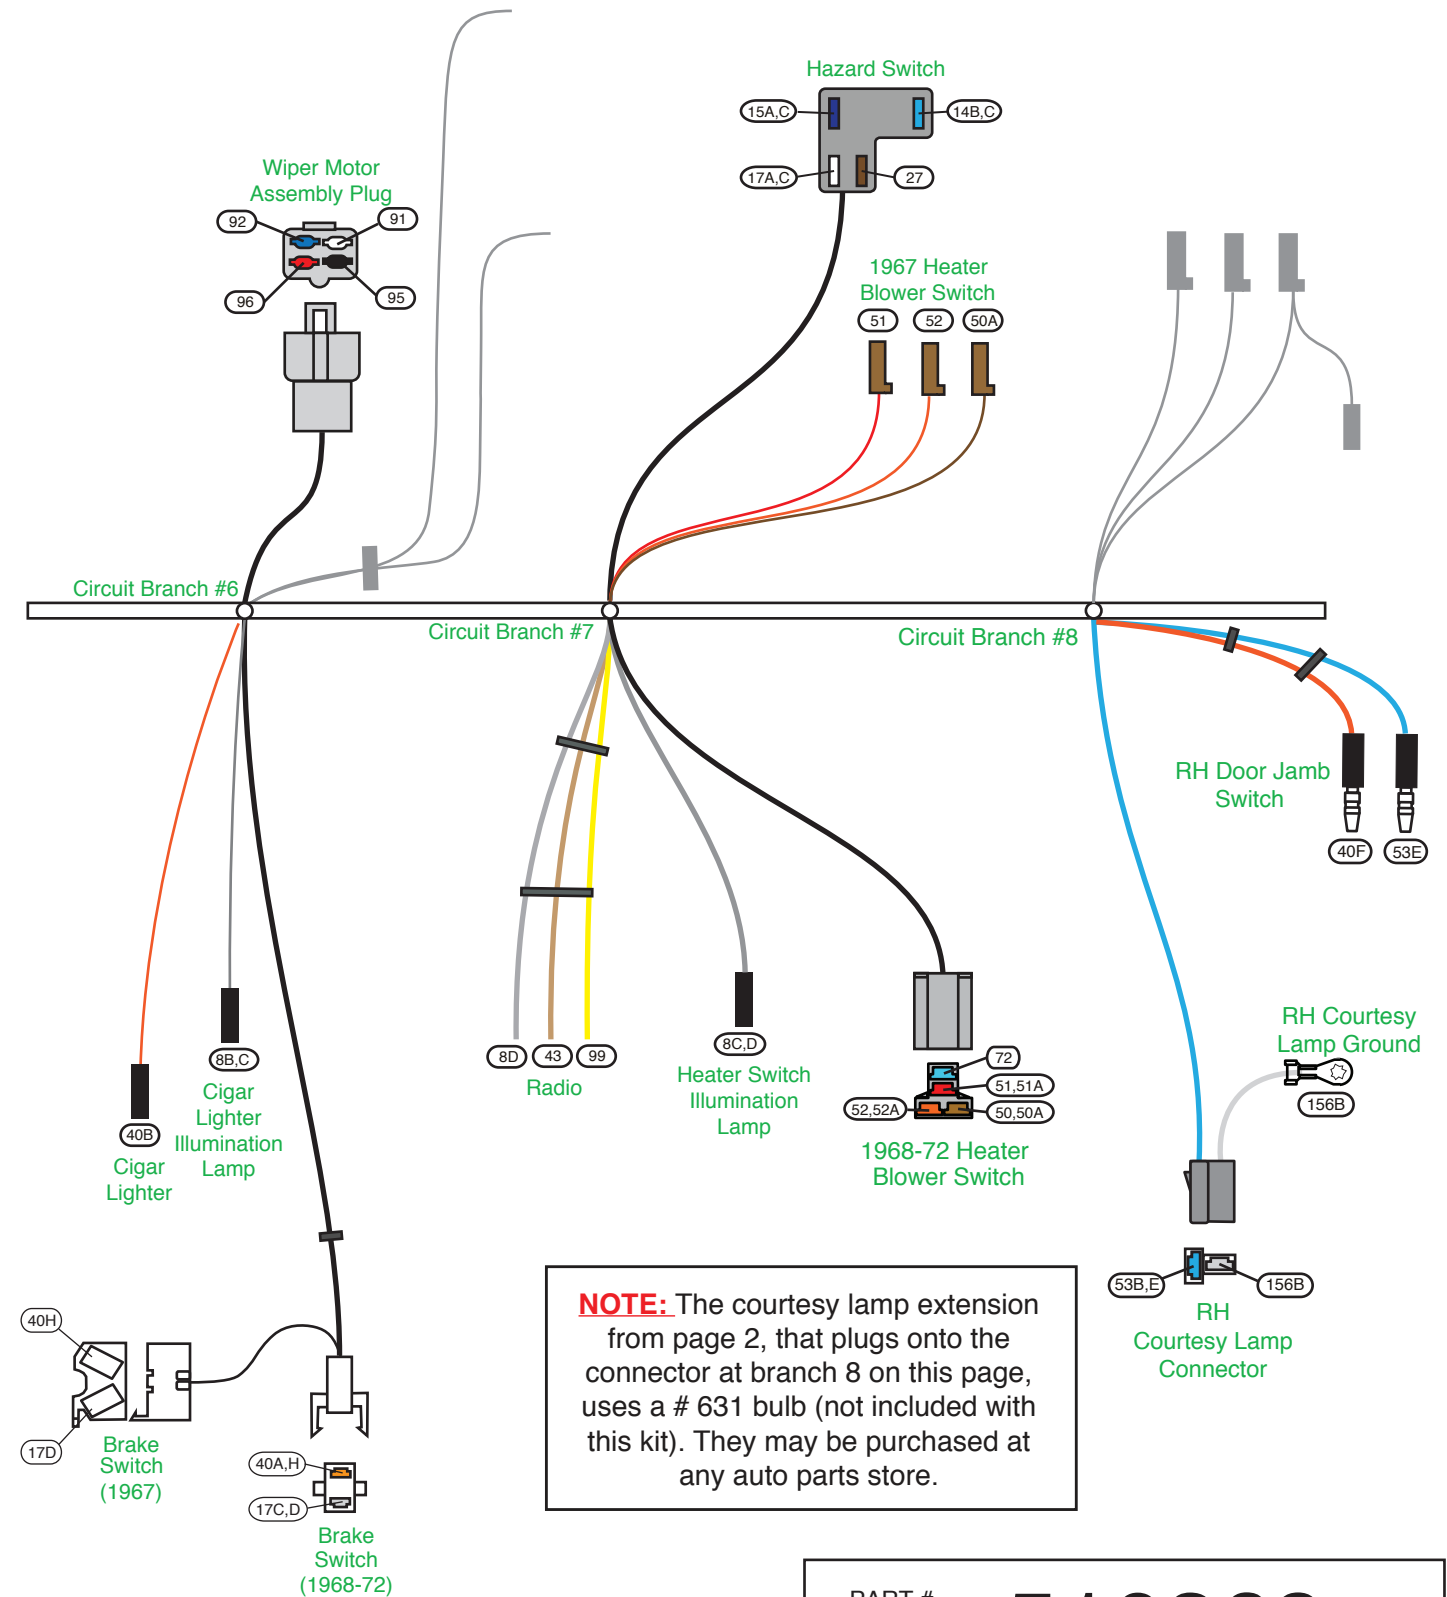 Hazard Switch
15A,C
14B,C
17A,C
27
Wiper Motor
Assembly Plug
92
91
96
95
1967 Heater
Blower Switch
51
52
50A
Circuit Branch #6
Circuit Branch #7
Circuit Branch #8
RH Door Jamb
Switch
40F
53E
8B,C
Cigar
Lighter
Illumination
Lamp
40B
Cigar
Lighter
8D
43
99
Radio
8C,D
Heater Switch
Illumination
Lamp
72
51,51A
52,52A
50,50A
1968-72 Heater
Blower Switch
RH Courtesy
Lamp Ground
156B
53B,E
156B
RH
Courtesy Lamp
Connector
40H
17D
Brake
Switch
(1967)
40A,H
17C,D
Brake
Switch
(1968-72)
NOTE: The courtesy lamp extension
from page 2, that plugs onto the
connector at branch 8 on this page,
uses a # 631 bulb (not included with
this kit). They may be purchased at
any auto parts store.
PART #